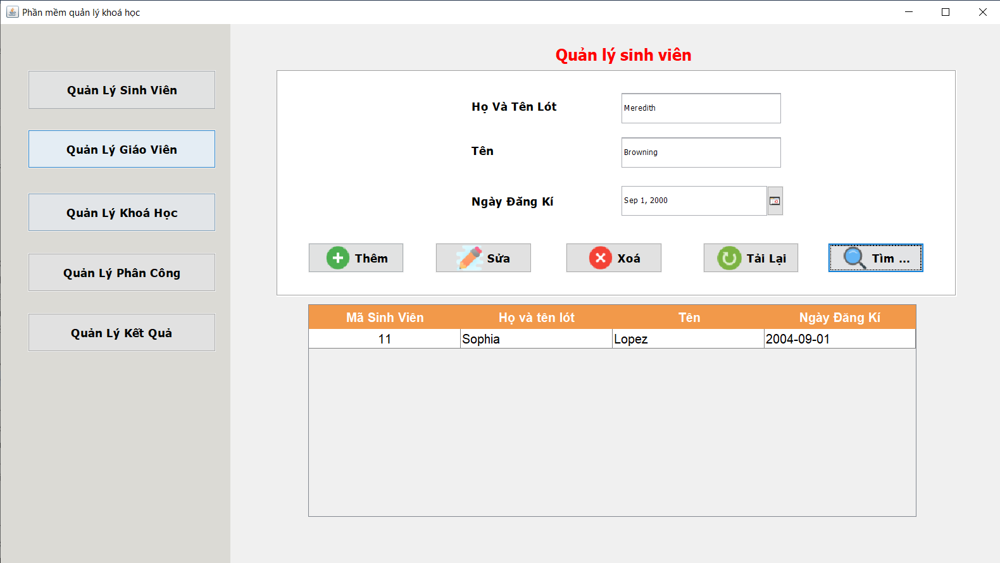 Phần mềm quản lý khoá học
Quản Lý Sinh Viên
Quản Lý Giáo Viên
Quản Lý Khoá Học
Quản Lý Phân Công
Quản Lý Kết Quả
Quản lý sinh viên
Họ Và Tên Lót Meredith
Tên Browning
Ngày Đăng Kí Sep 1, 2000
Thêm Sửa Xoá Tải Lại Tìm ...
Mã Sinh Viên Họ và tên lót Tên Ngày Đăng Kí
11 Sophia Lopez 2004-09-01